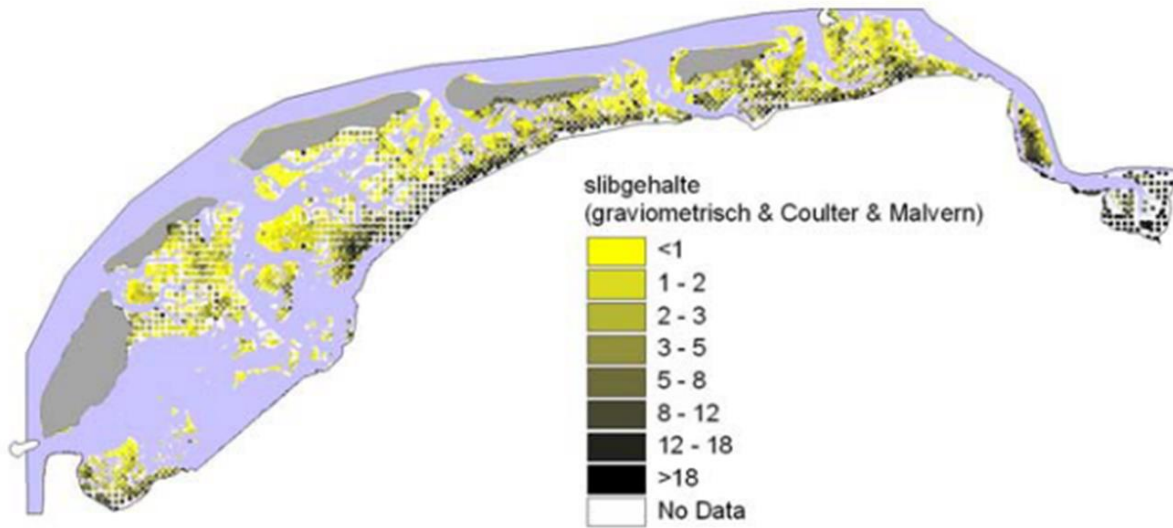 slibgehalte
(graviometrisch & Coulter & Malvern)
<1
1 - 2
2 - 3
3 - 5
5 - 8
8 - 12
12 - 18
>18
No Data